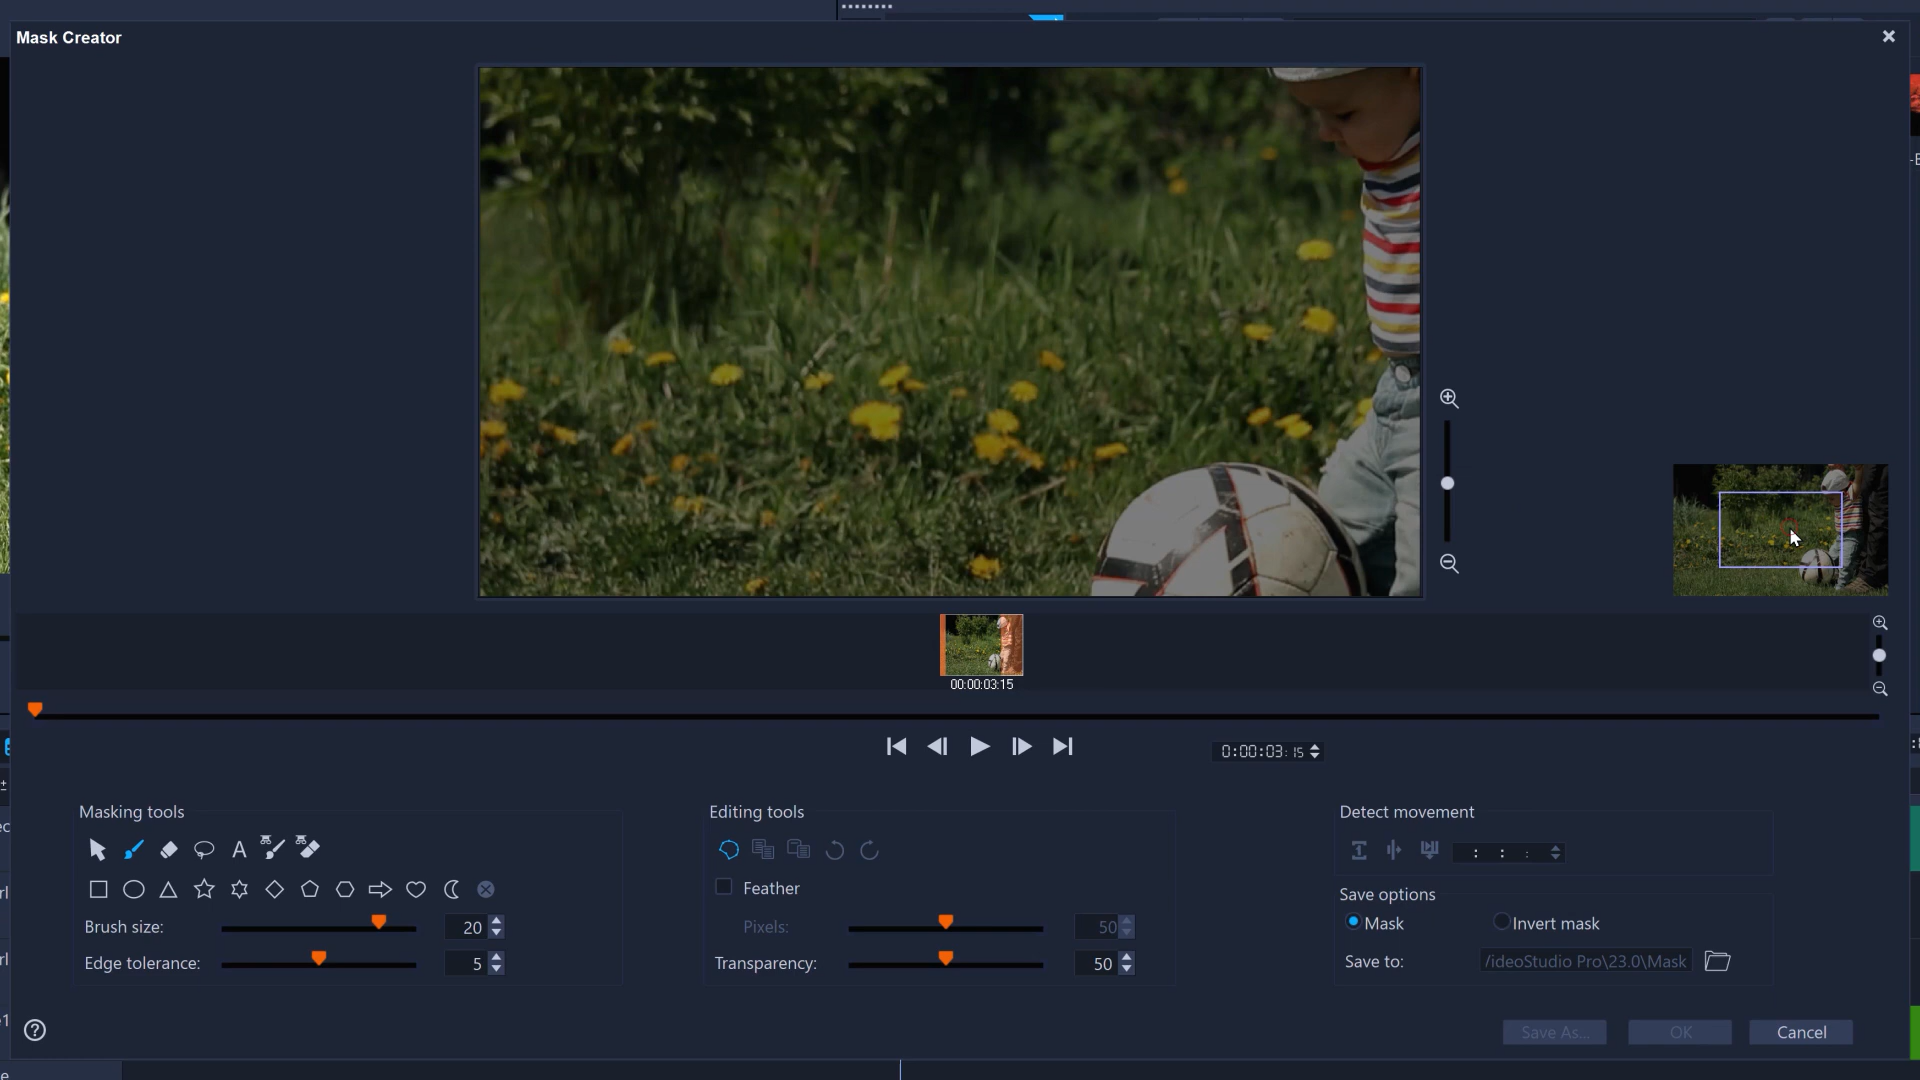 Mask Creator
00:00:03:15
0:00:03:15
Masking tools
Editing tools
Detect movement
A
: : :
Feather
Save options
Brush size:
20
Pixels:
50
Mask
Invert mask
Edge tolerance:
5
Transparency:
50
Save to:
/ideoStudio Pro\23.0\Mask
?
Save As...
OK
Cancel